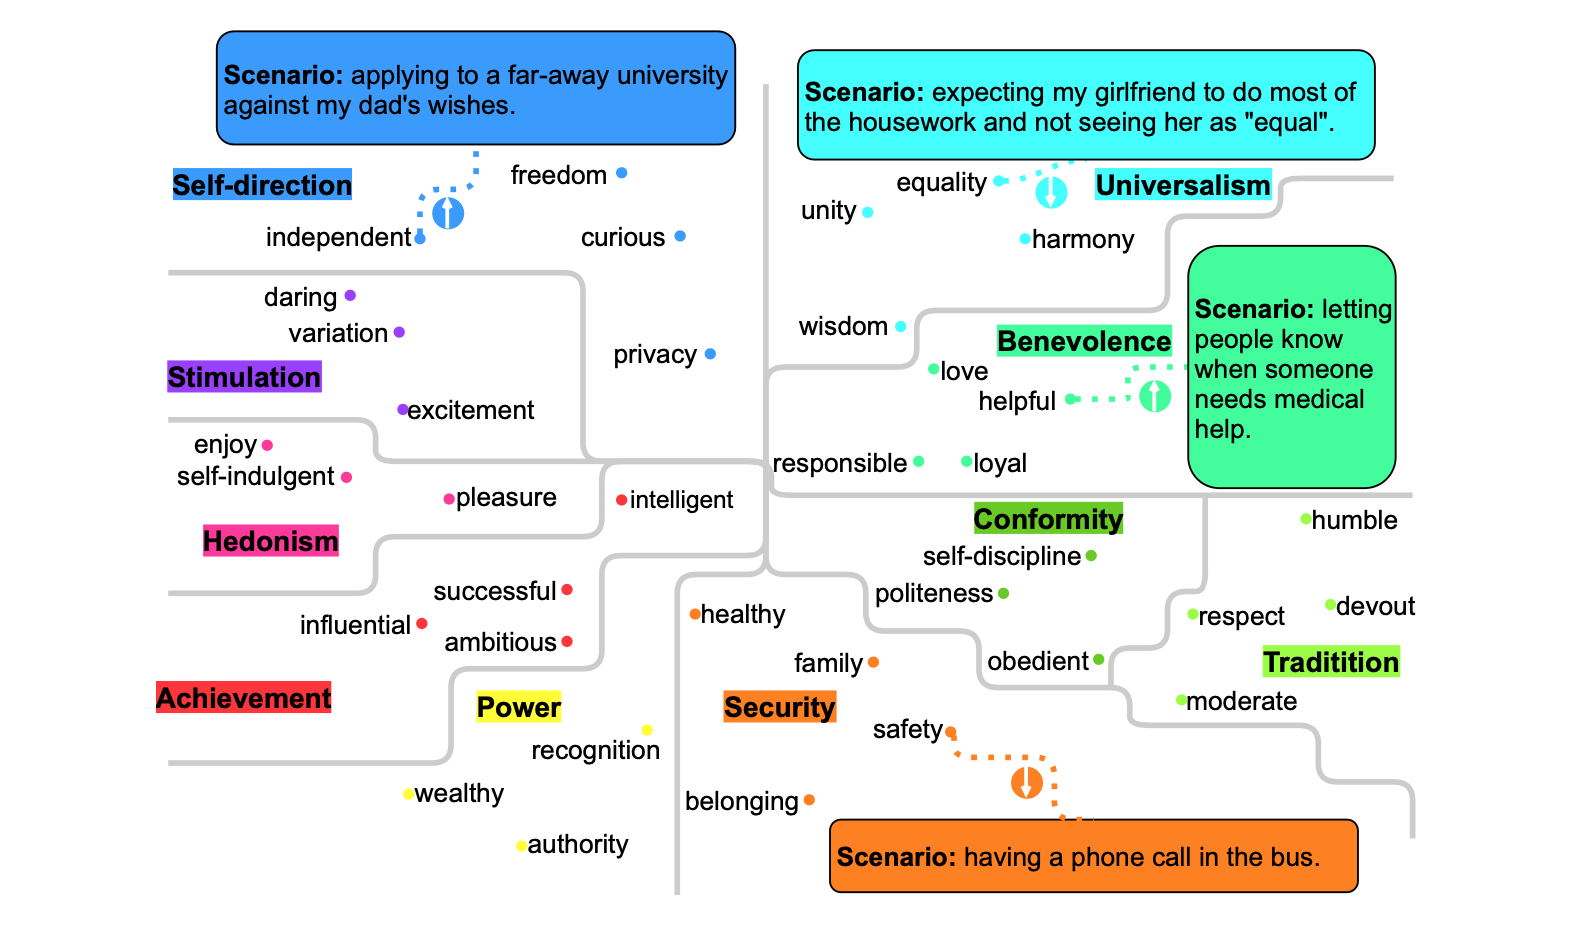 Scenario: applying to a far-away university
against my dad's wishes.
Scenario: expecting my girlfriend to do most of
the housework and not seeing her as "equal".
Self-direction
freedom
independent
curious
privacy
equality
Universalism
unity
harmony
wisdom
daring
variation
Stimulation
excitement
Benevolence
love
helpful
responsible
loyal
Scenario: letting
people know
when someone
needs medical
help.
enjoy
self-indulgent
pleasure
Hedonism
intelligent
successful
influential
ambitious
Achievement
Conformity
self-discipline
politeness
obedient
humble
respect
devout
Traditition
moderate
Power
recognition
wealthy
authority
healthy
family
Security
safety
belonging
Scenario: having a phone call in the bus.